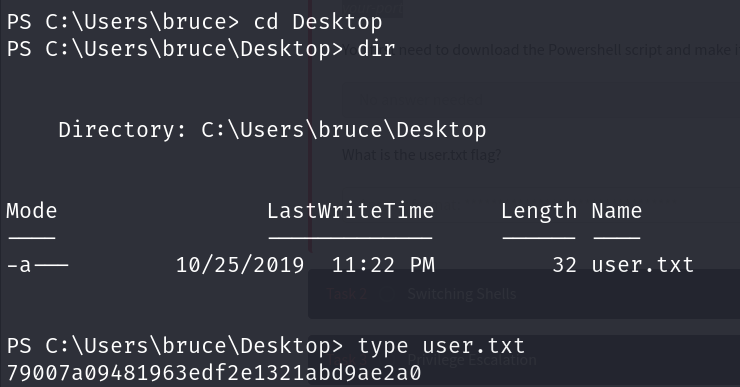 PS C:\Users\bruce> cd Desktop
PS C:\Users\bruce\Desktop> dir
need to download the Powershell script and make
Directory: C:\Users\bruce\Desktop
What is the user.txt flag?
Mode LastWriteTime Length Name
---- ------------- ------ ----
-a--- 10/25/2019 11:22 PM 32 user.txt
Task 2 Switching Shells
PS C:\Users\bruce\Desktop> type user.txt
Privilege Escalation
79007a09481963edf2e1321abd9ae2a0